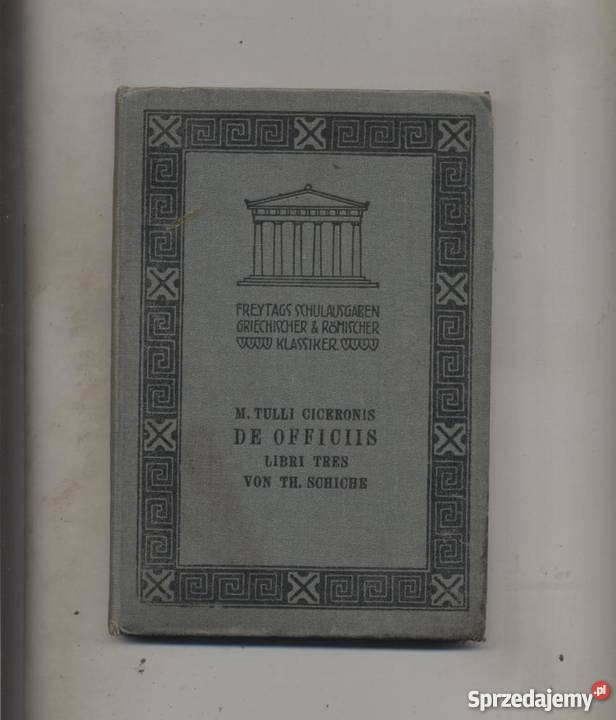 FREYTAGS SCHULAUSGABEN
GRIECHISCHER & RÖMISCHER
KLASSIKER.
M. TULLI CICERONIS
DE OFFICIIS
LIBRI TRES
VON TH. SCHICHE
Sprzedajemy.pl